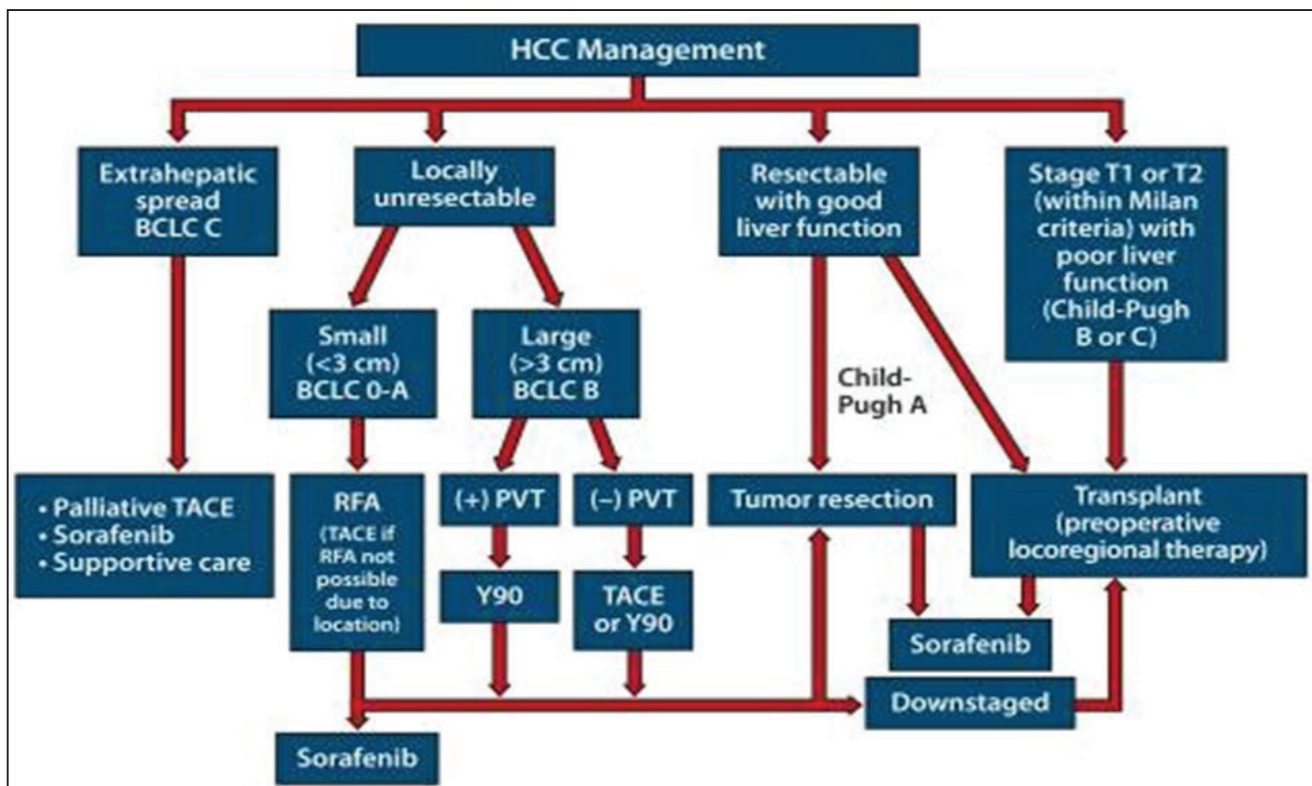 HCC Management
Extrahepatic
spread
BCLC C
Locally
unresectable
Resectable
with good
liver function
Stage T1 or T2
(within Milan
criteria) with
poor liver
function
(Child-Pugh
B or C)
Small
(<3 cm)
BCLC 0-A
Large
(>3 cm)
BCLC B
Child-
Pugh A
• Palliative TACE
• Sorafenib
• Supportive care
RFA
(TACE if
RFA not
possible
due to
location)
(+) PVT
(–) PVT
Tumor resection
Transplant
(preoperative
locoregional therapy)
Y90
TACE
or Y90
Sorafenib
Downstaged
Sorafenib